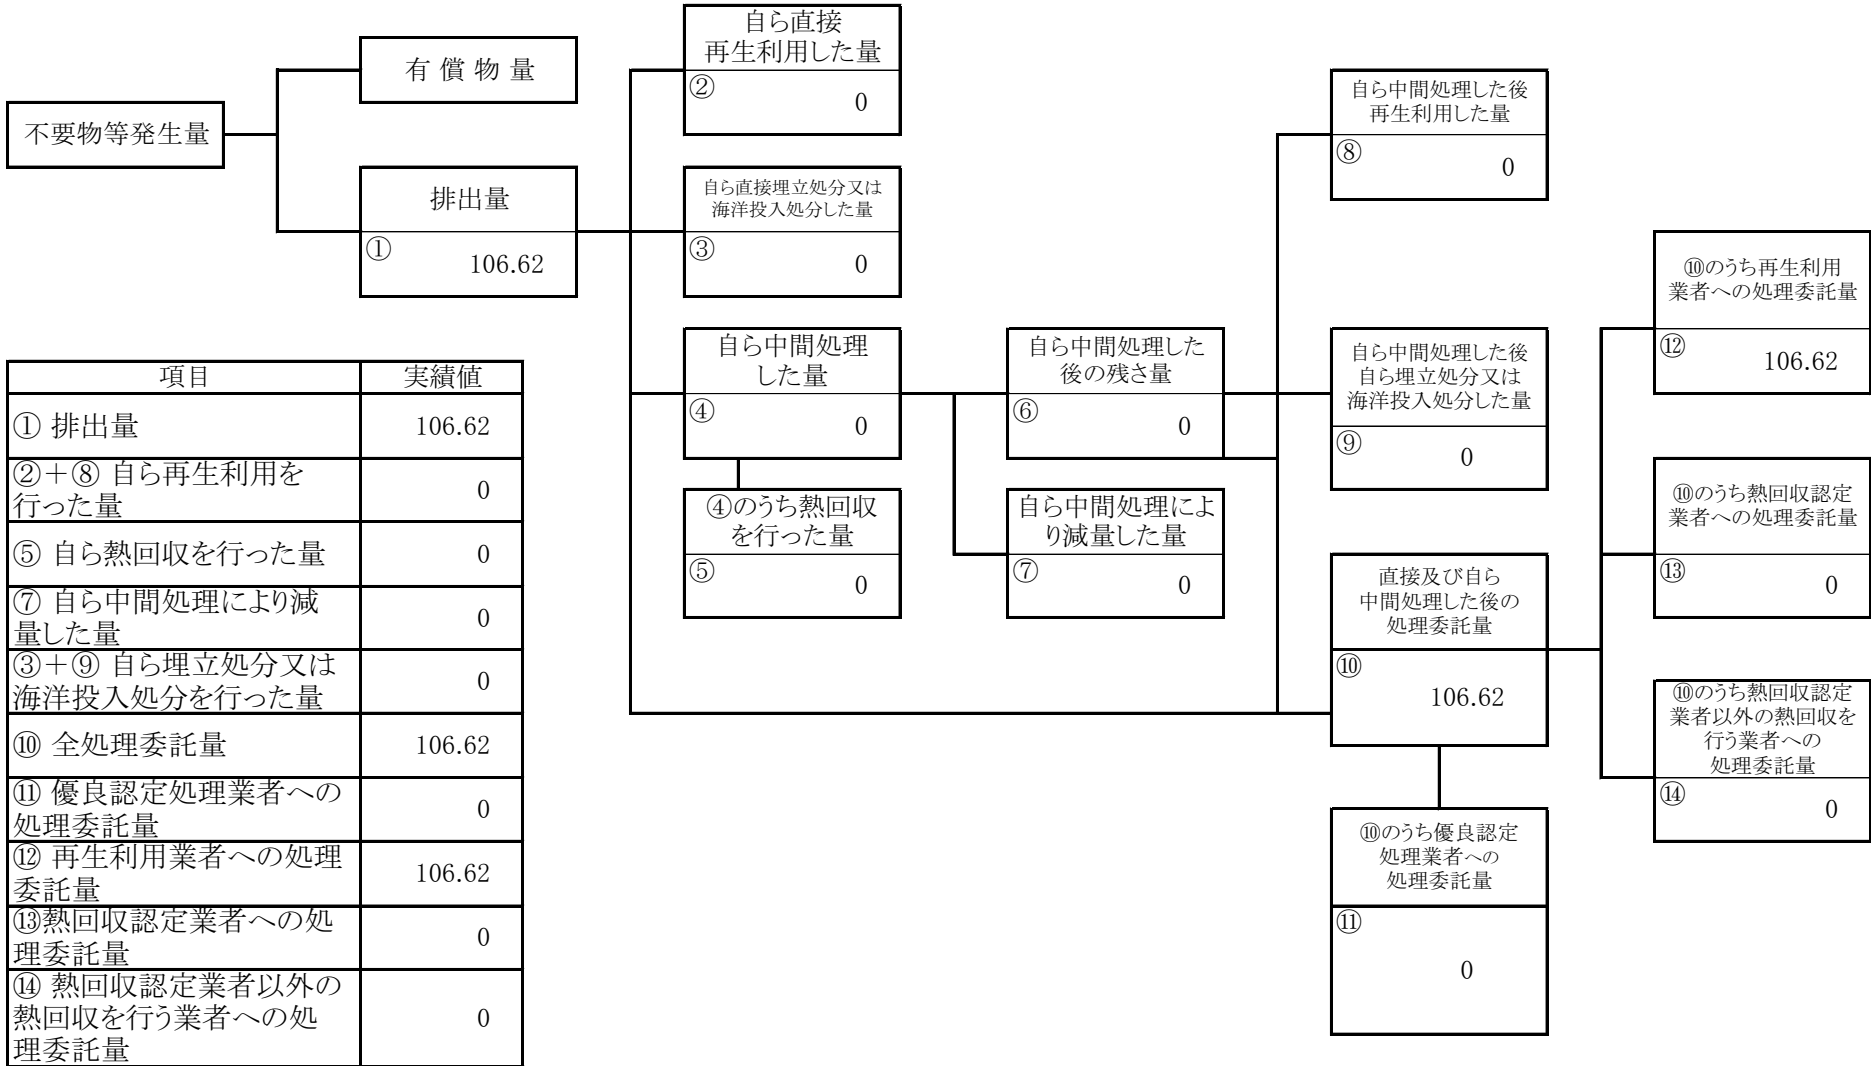 不要物等発生量
有 償 物 量
排出量
①
106.62
自ら直接
再生利用した量
②
0
自ら直接埋立処分又は
海洋投入処分した量
③
0
自ら中間処理
した量
④
0
④のうち熱回収
を行った量
⑤
0
自ら中間処理した
後の残さ量
⑥
0
自ら中間処理によ
り減量した量
⑦
0
自ら中間処理した後
再生利用した量
⑧
0
自ら中間処理した後
自ら埋立処分又は
海洋投入処分した量
⑨
0
直接及び自ら
中間処理した後の
処理委託量
⑩
106.62
⑩のうち優良認定
処理業者への
処理委託量
⑪
0
⑩のうち再生利用
業者への処理委託量
⑫
106.62
⑩のうち熱回収認定
業者への処理委託量
⑬
0
⑩のうち熱回収認定
業者以外の熱回収を
行う業者への
処理委託量
⑭
0
項目 実績値
① 排出量 106.62
②＋⑧ 自ら再生利用を
行った量 0
⑤ 自ら熱回収を行った量 0
⑦ 自ら中間処理により減
量した量 0
③＋⑨ 自ら埋立処分又は
海洋投入処分を行った量 0
⑩ 全処理委託量 106.62
⑪ 優良認定処理業者への
処理委託量 0
⑫ 再生利用業者への処理
委託量 106.62
⑬熱回収認定業者への処
理委託量 0
⑭ 熱回収認定業者以外の
熱回収を行う業者への処
理委託量 0